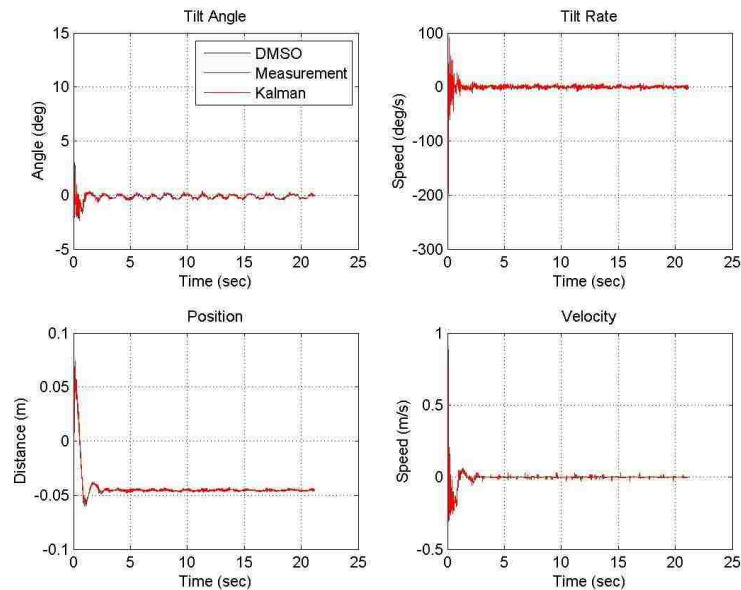 Tilt Angle
15
10
5
0
-5
Angle (deg)
DMSO
Measurement
Kalman
0 5 10 15 20 25
Time (sec)
Tilt Rate
100
0
-100
-200
-300
Speed (deg/s)
0 5 10 15 20 25
Time (sec)
Position
0.1
0.05
0
-0.05
-0.1
Distance (m)
0 5 10 15 20 25
Time (sec)
Velocity
1
0.5
0
-0.5
Speed (m/s)
0 5 10 15 20 25
Time (sec)